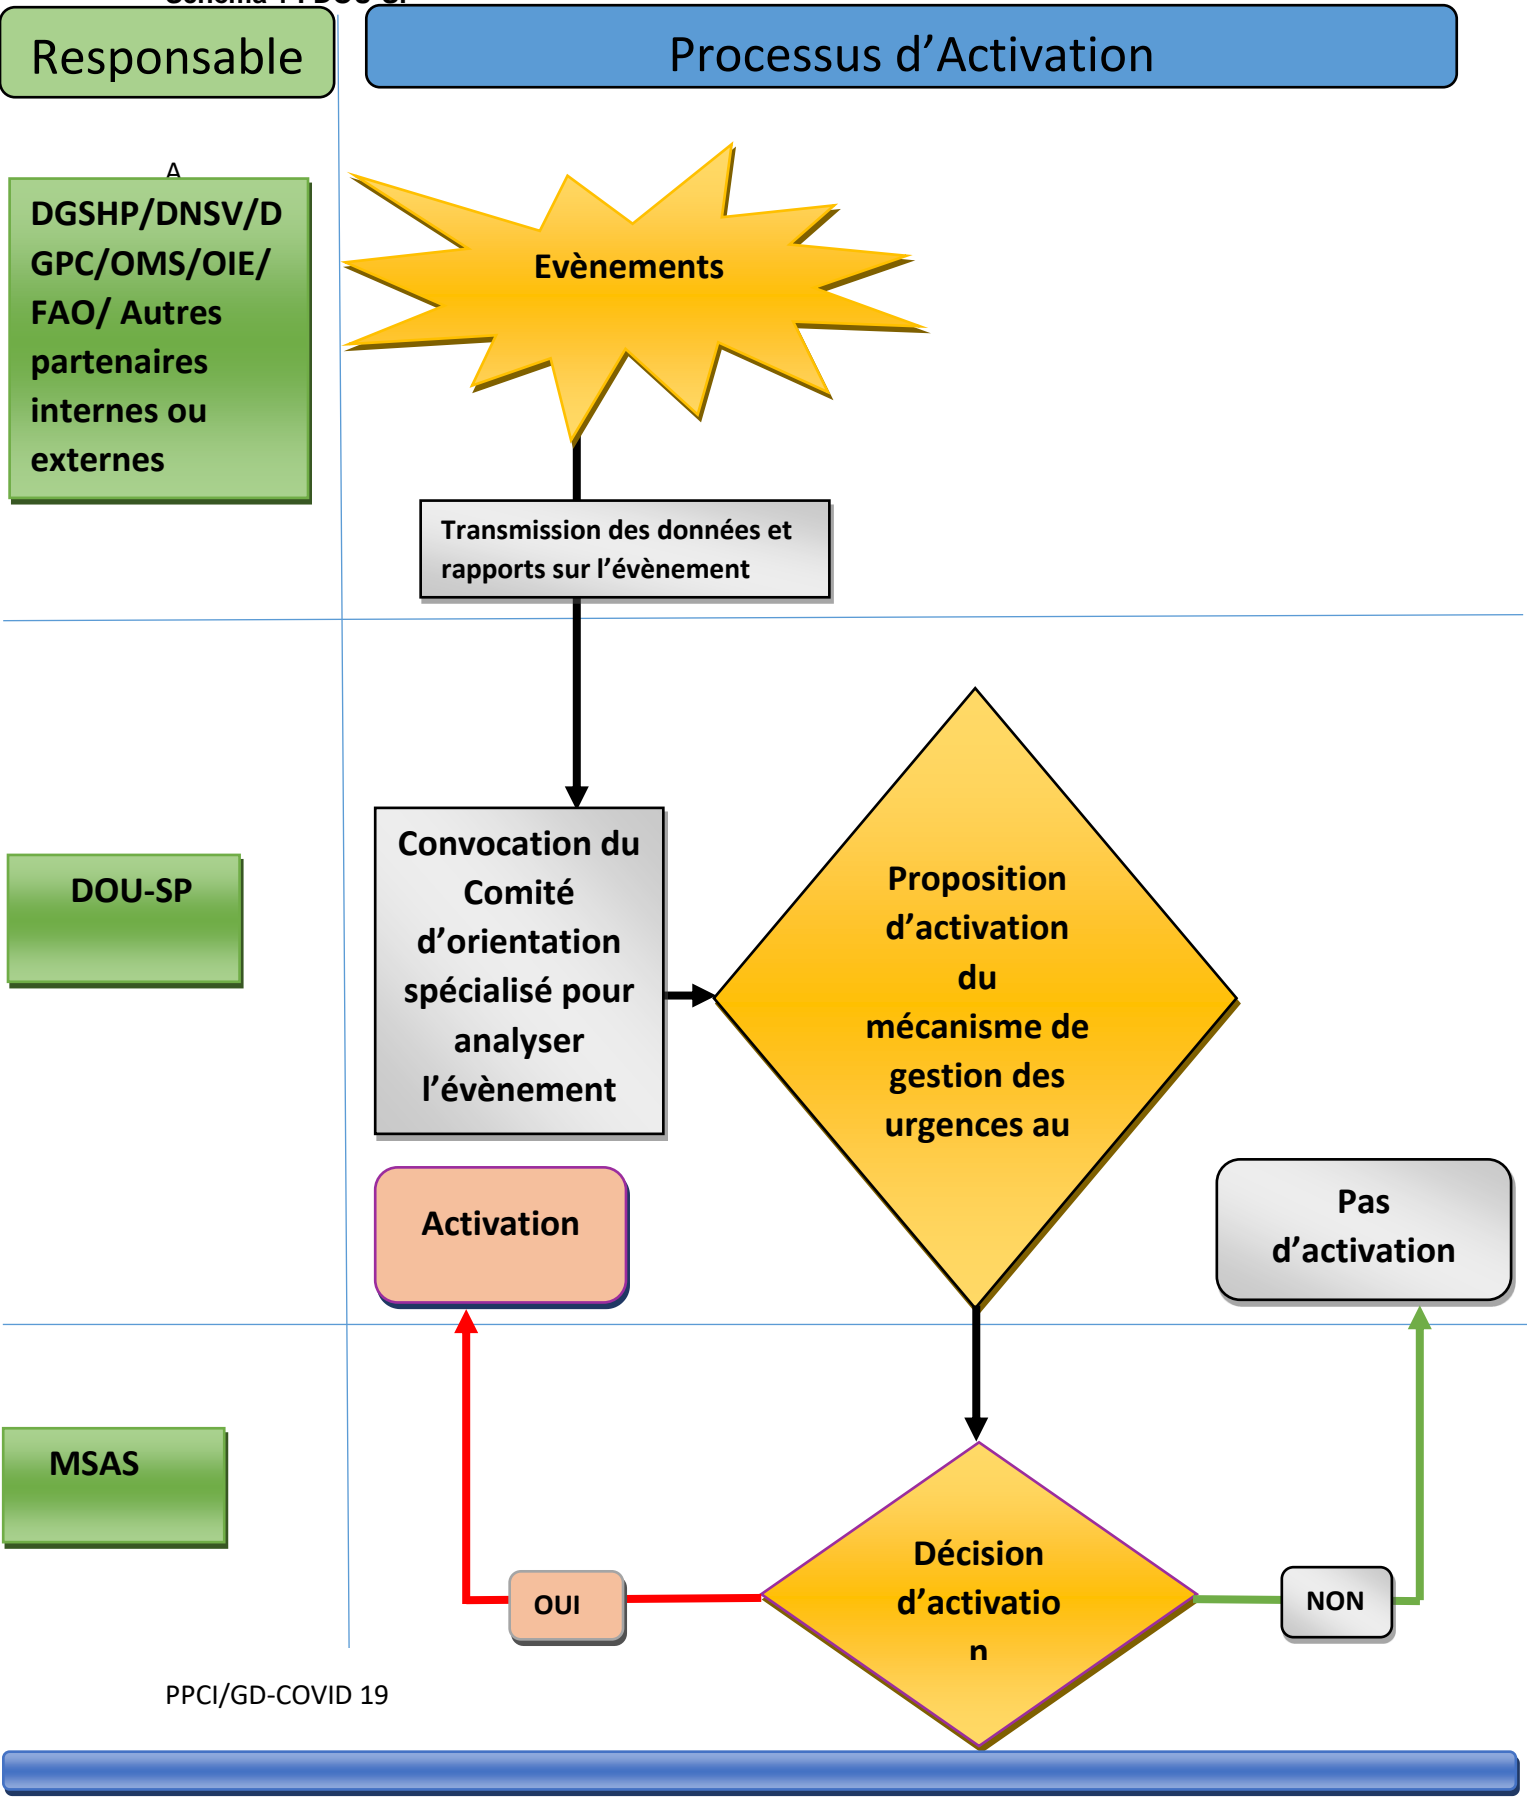 Responsable
Processus d'Activation
A
DGSHP/DNSV/D
GPC/OMS/OIE/
FAO/ Autres
partenaires
internes ou
externes
Evènements
Transmission des données et
rapports sur l'évènement
DOU-SP
Convocation du
Comité
d'orientation
spécialisé pour
analyser
l'évènement
Proposition
d'activation
du
mécanisme de
gestion des
urgences au
Activation
Pas
d'activation
MSAS
Décision
d'activatio
n
OUI
NON
PPCI/GD-COVID 19